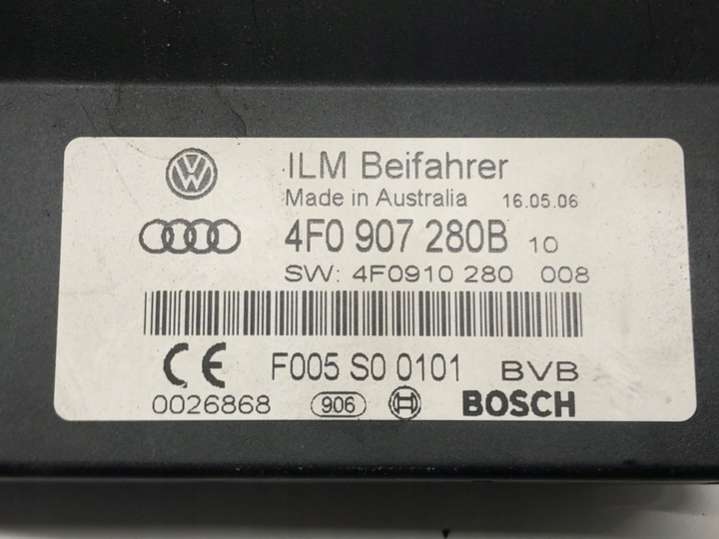 ILM Beifahrer
Made in Australia 16.05.06
4F0 907 280B 10
SW: 4F0910 280 008
CE F005 S0 0101 BVB
0026868 906 BOSCH